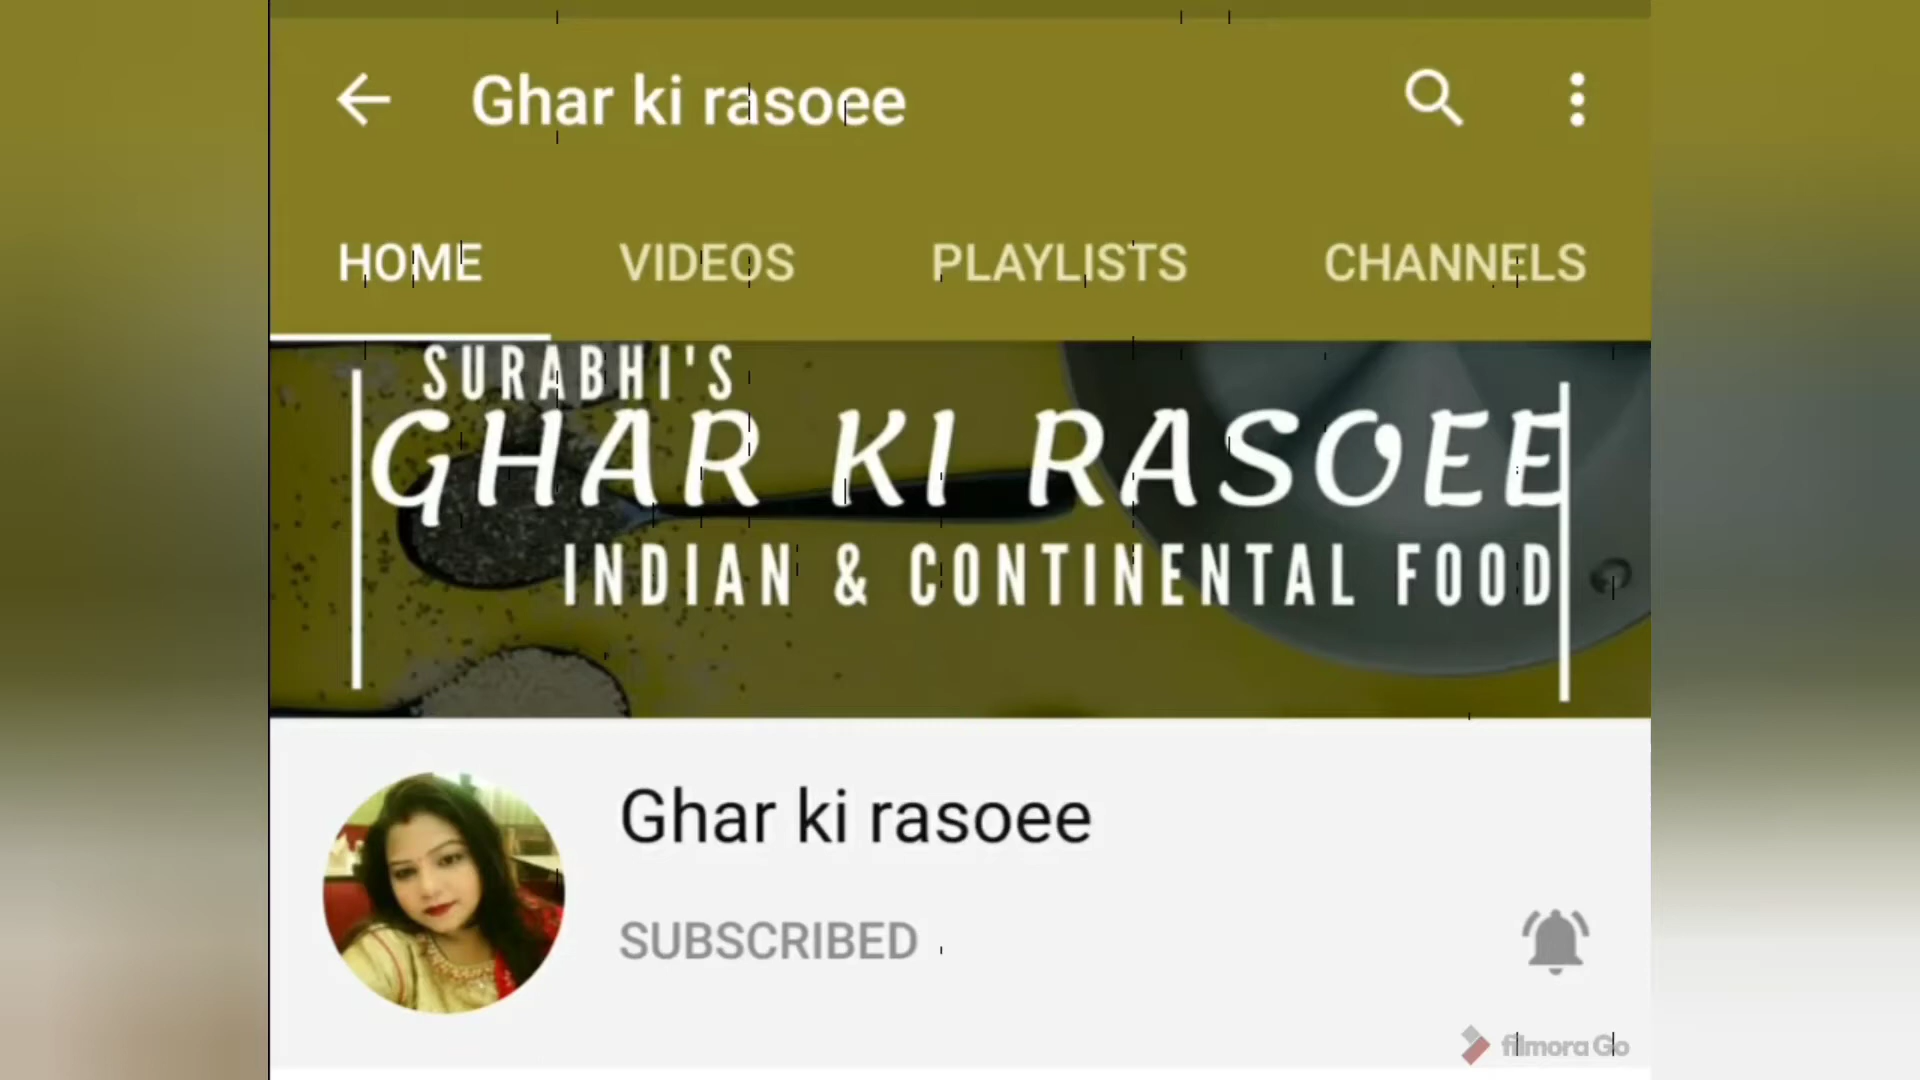 Ghar ki rasoee
HOME VIDEOS PLAYLISTS CHANNELS
SURABHI'S
GHAR KI RASOEE
INDIAN & CONTINENTAL FOOD
Ghar ki rasoee
SUBSCRIBED
filmora Go